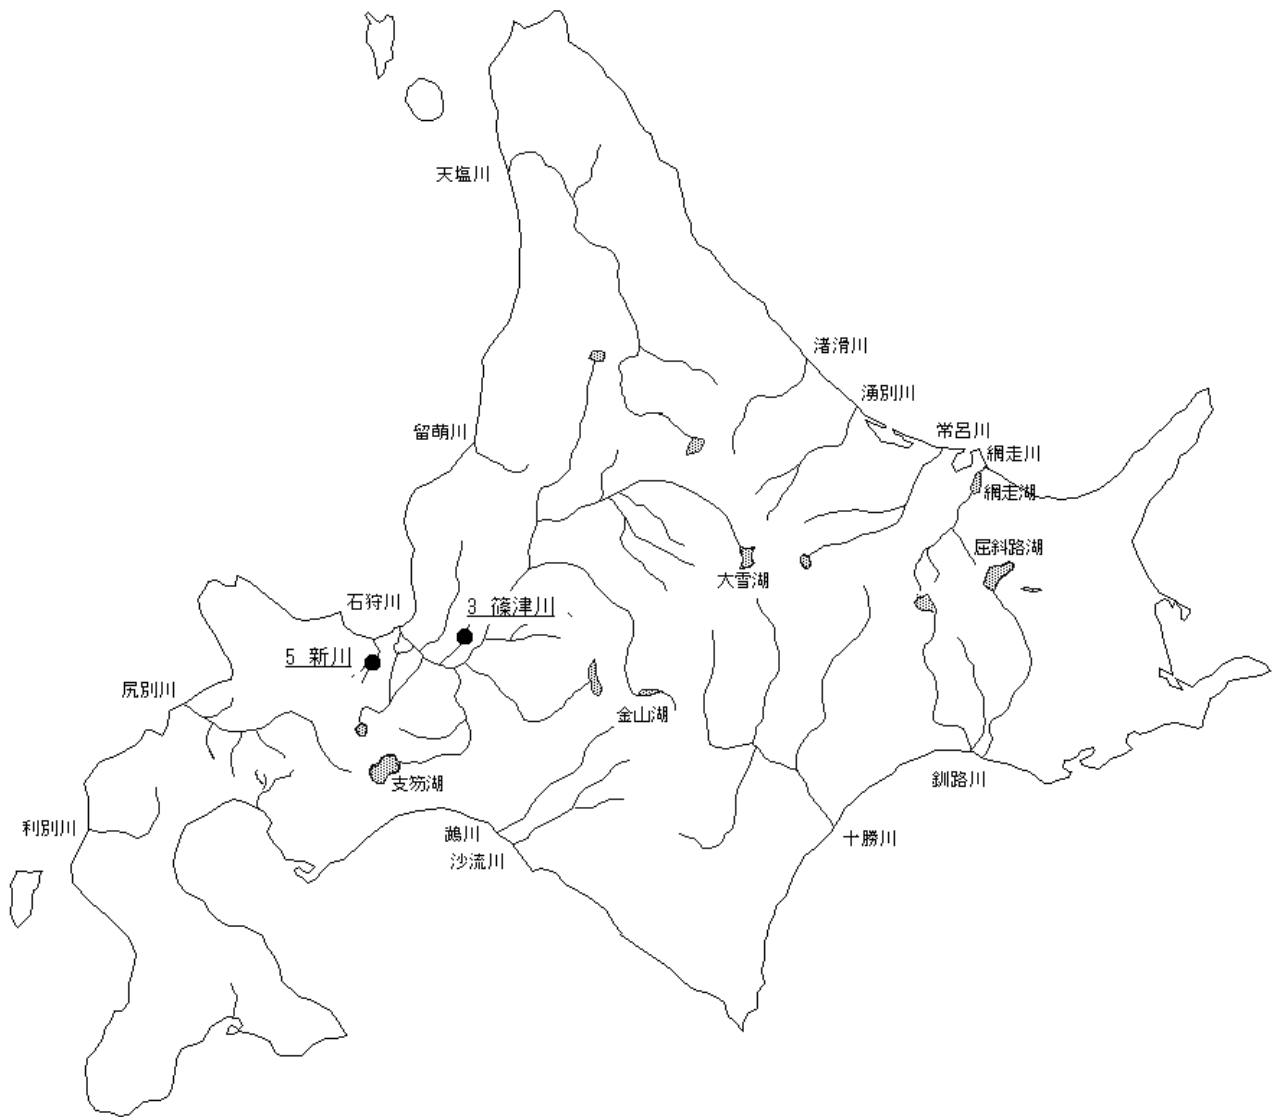 天塩川
渚滑川
湧別川
留萌川
常呂川
網走川
網走湖
屈斜路湖
大雪湖
石狩川
3 篠津川
5 新川
尻別川
金山湖
支笏湖
釧路川
利別川
鵡川
十勝川
沙流川